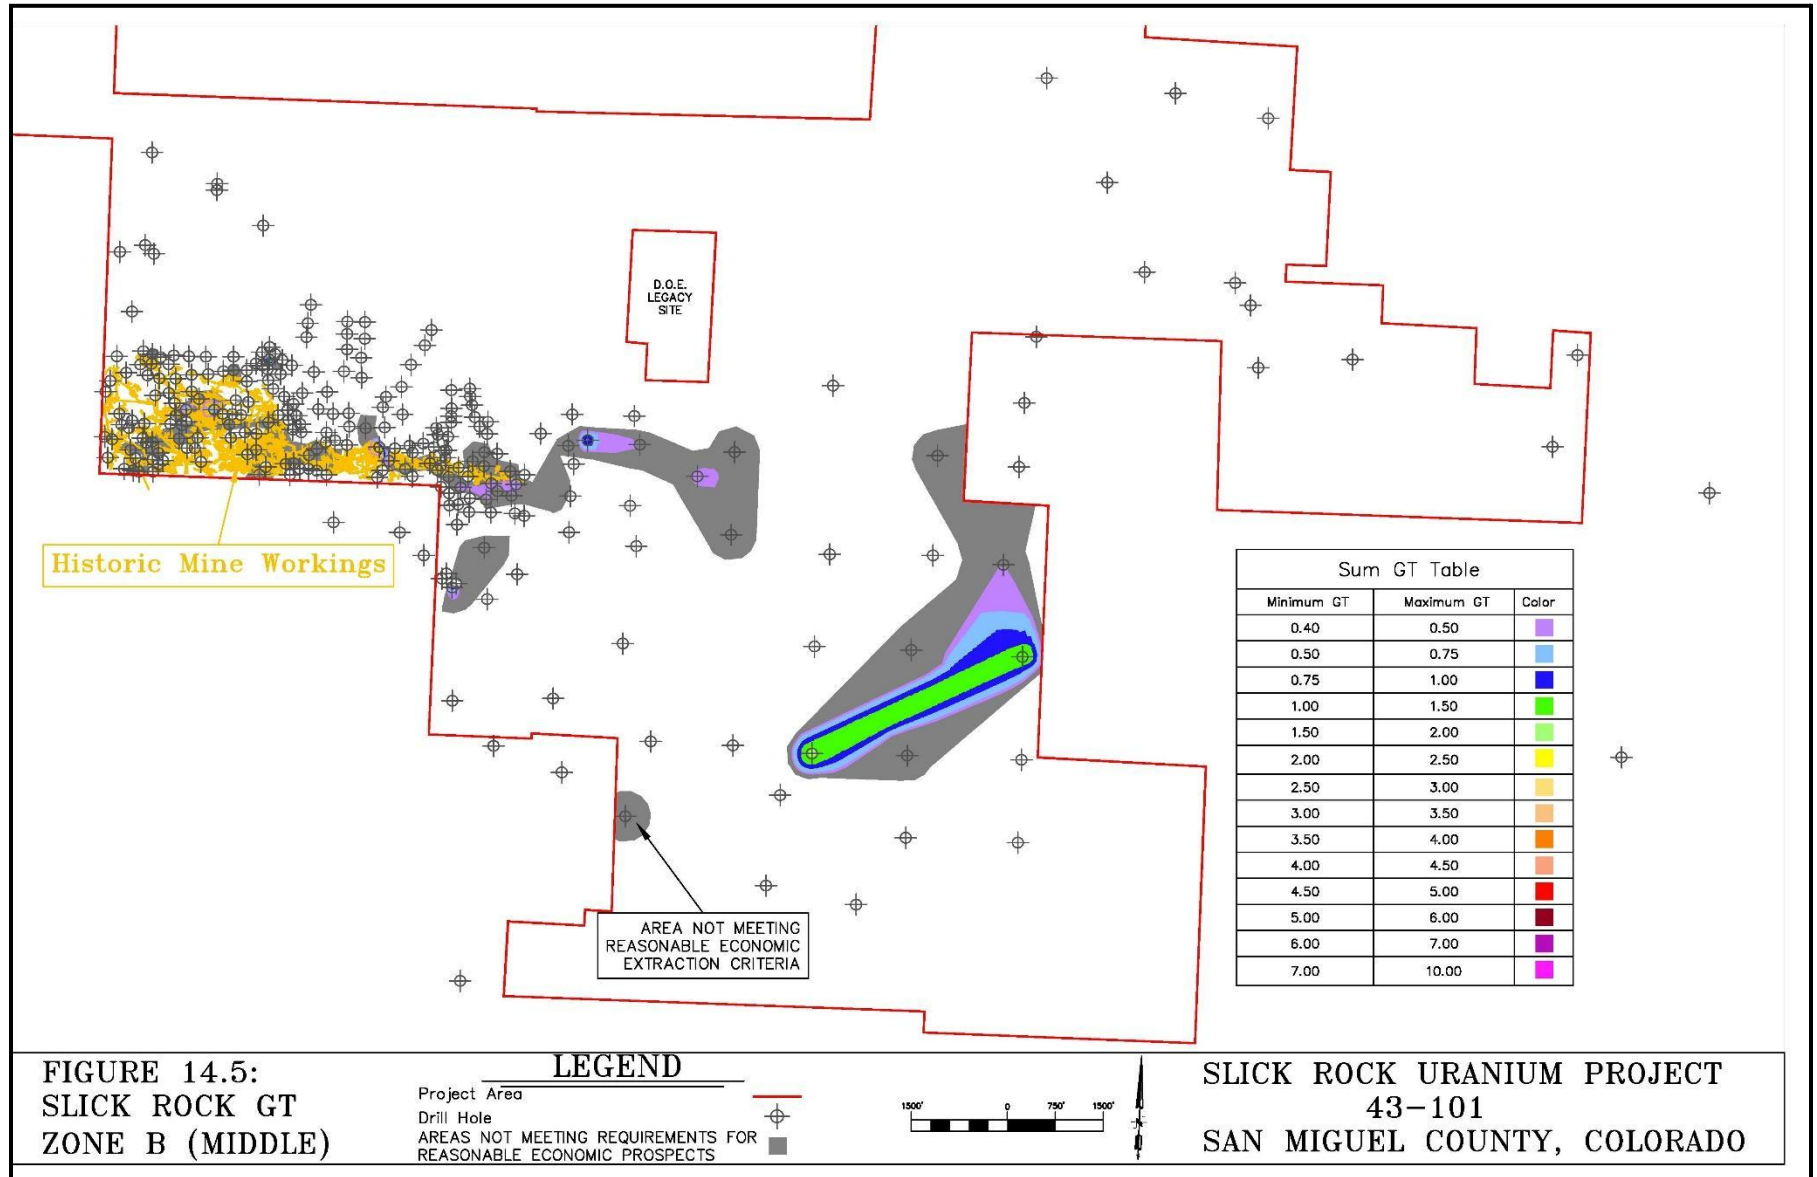 D.O.E.
LEGACY
SITE
Historic Mine Workings
AREA NOT MEETING
REASONABLE ECONOMIC
EXTRACTION CRITERIA
Sum GT Table
Minimum GT Maximum GT Color
0.40 0.50
0.50 0.75
0.75 1.00
1.00 1.50
1.50 2.00
2.00 2.50
2.50 3.00
3.00 3.50
3.50 4.00
4.00 4.50
4.50 5.00
5.00 6.00
6.00 7.00
7.00 10.00
FIGURE 14.5:
SLICK ROCK GT
ZONE B (MIDDLE)
LEGEND
Project Area
Drill Hole
AREAS NOT MEETING REQUIREMENTS FOR
REASONABLE ECONOMIC PROSPECTS
1500' 0 750' 1500'
SLICK ROCK URANIUM PROJECT
43-101
SAN MIGUEL COUNTY, COLORADO